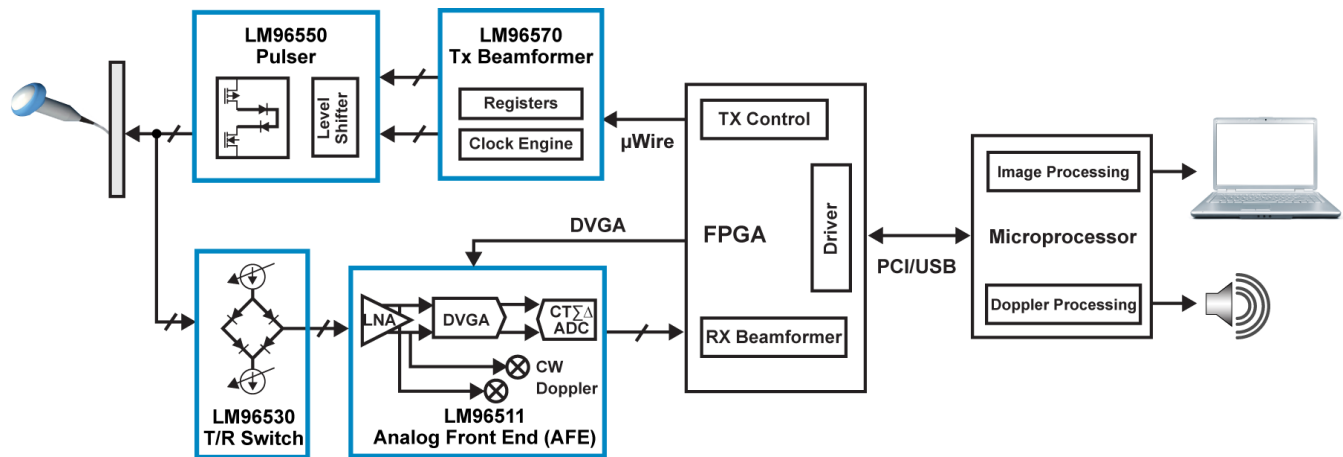 LM96550
Pulser
Level
Shifter
LM96570
Tx Beamformer
Registers
Clock Engine
µWire
TX Control
FPGA
Driver
RX Beamformer
PCI/USB
Image Processing
Microprocessor
Doppler Processing
DVGA
LM96530
T/R Switch
LNA
DVGA
CT∑Δ
ADC
CW
Doppler
LM96511
Analog Front End (AFE)